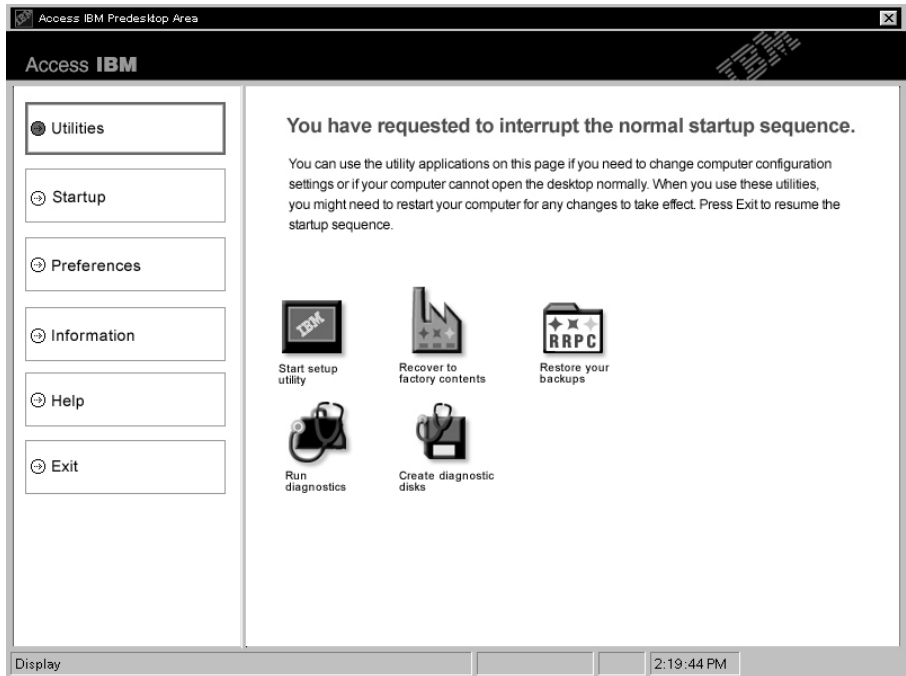 Access IBM Predesktop Area
Access IBM
IBM
Utilities
Startup
Preferences
Information
Help
Exit
You have requested to interrupt the normal startup sequence.
You can use the utility applications on this page if you need to change computer configuration
settings or if your computer cannot open the desktop normally. When you use these utilities,
you might need to restart your computer for any changes to take effect. Press Exit to resume the
startup sequence.
IBM
Start setup
utility
Recover to
factory contents
RRPC
Restore your
backups
Run
diagnostics
Create diagnostic
disks
Display
2:19:44 PM